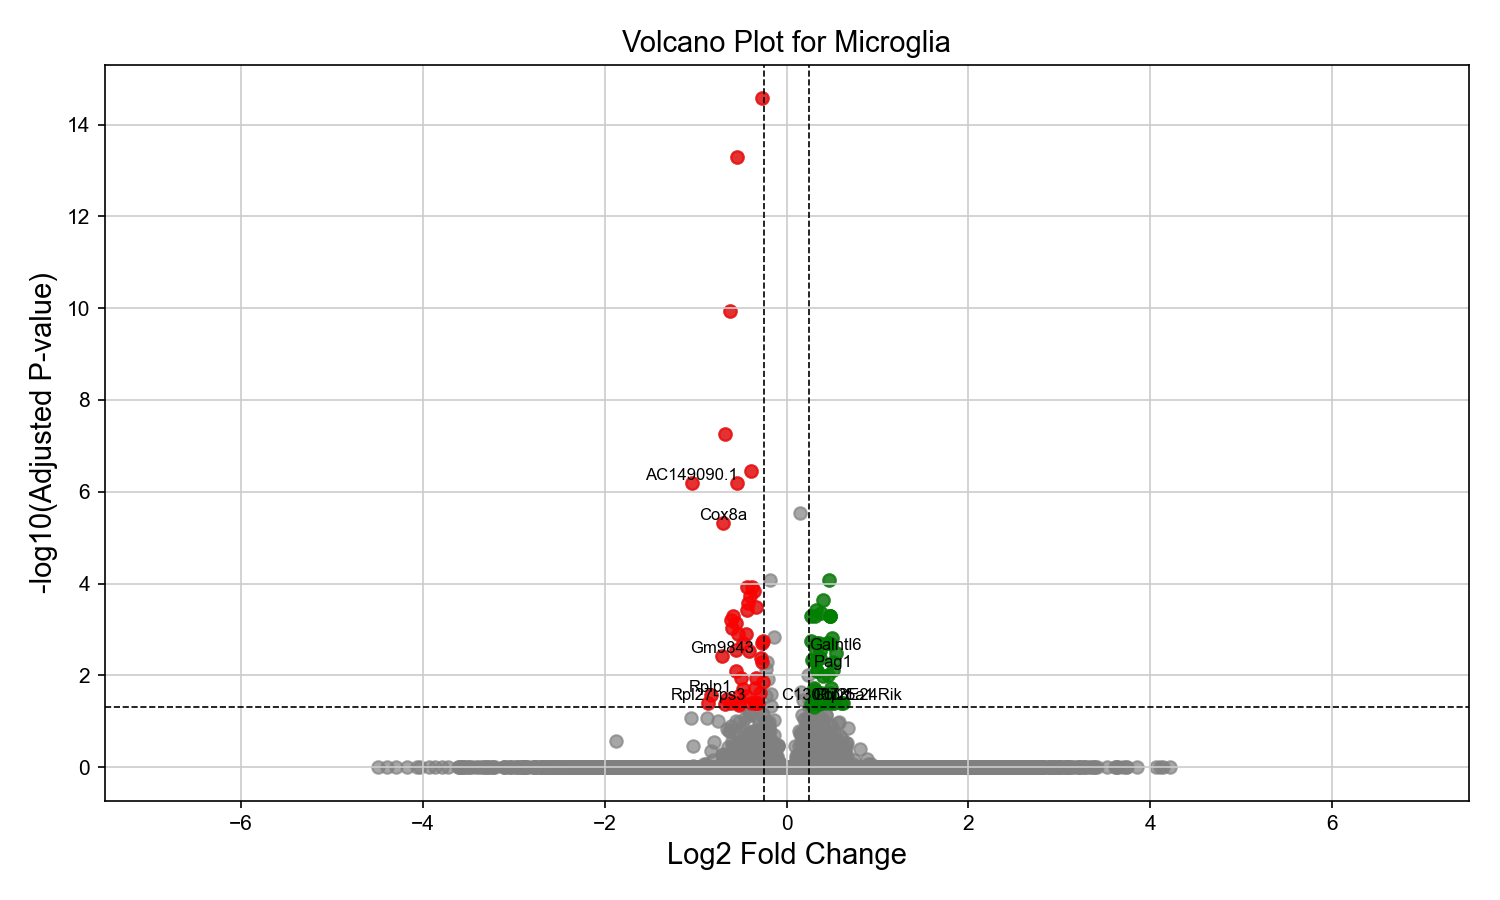 Volcano Plot for Microglia
-log10(Adjusted P-value)
14
12
10
8
6
4
2
0
AC149090.1
Cox8a
Gm9843
Galntl6
Pag1
Rplp1
−6
−4
−2
0
2
4
6
Log2 Fold Change